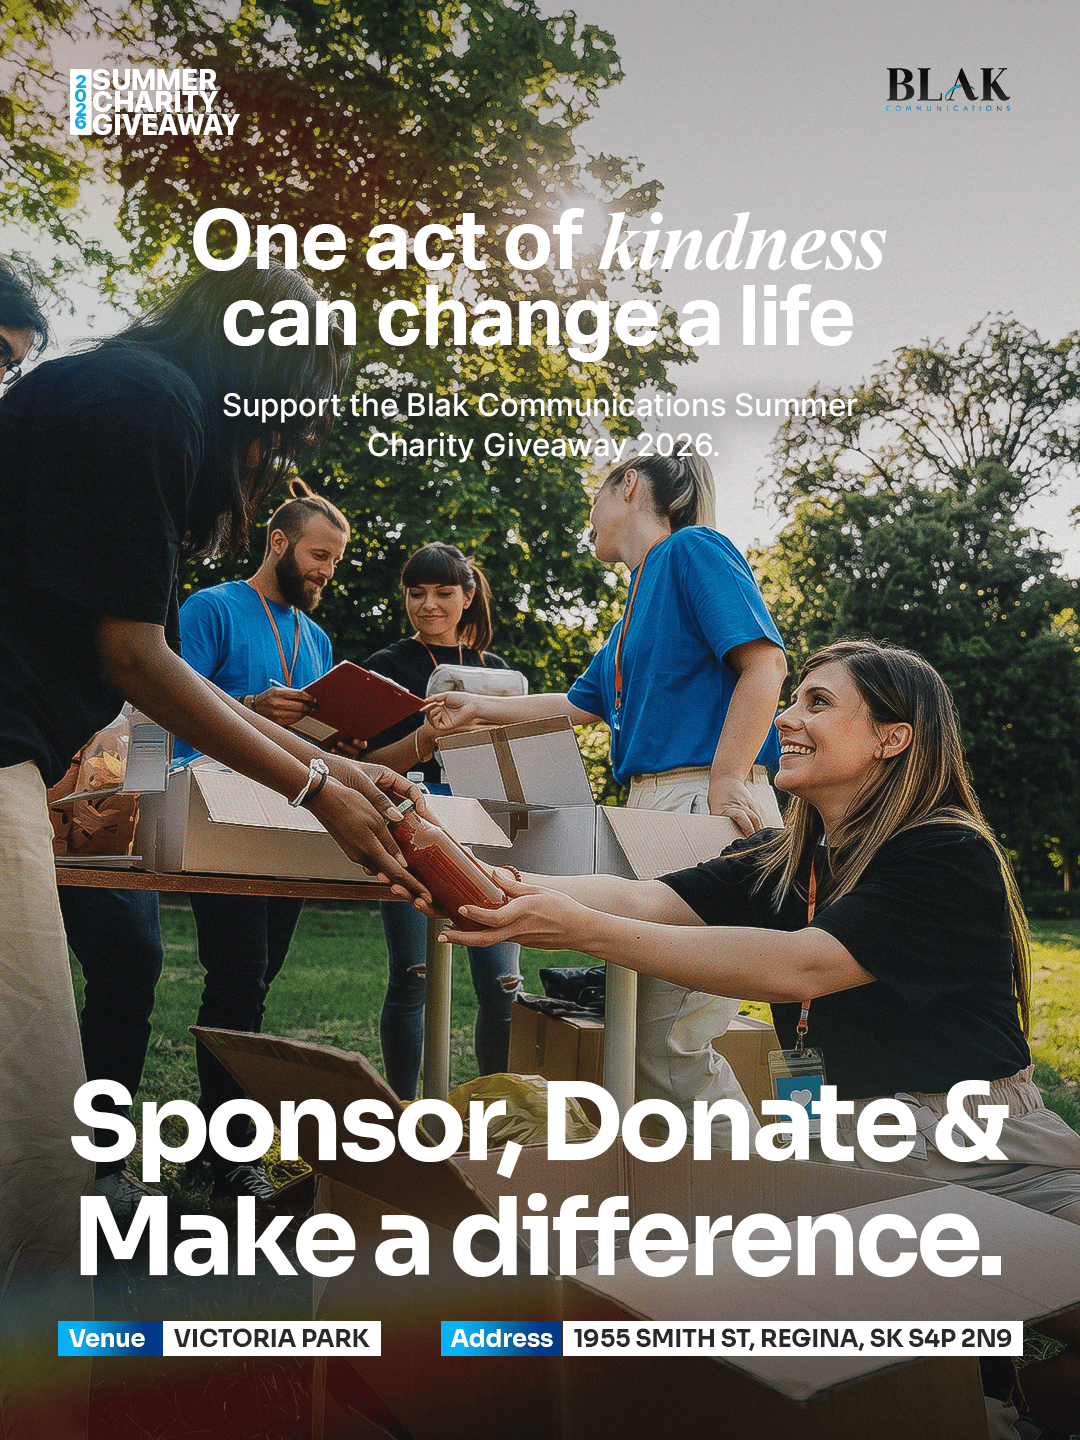 2026
SUMMER
CHARITY
GIVEAWAY
BLAK
COMMUNICATIONS
One act of kindness
can change a life
Support the Blak Communications Summer
Charity Giveaway 2026.
Sponsor, Donate &
Make a difference.
Venue VICTORIA PARK
Address 1955 SMITH ST, REGINA, SK S4P 2N9